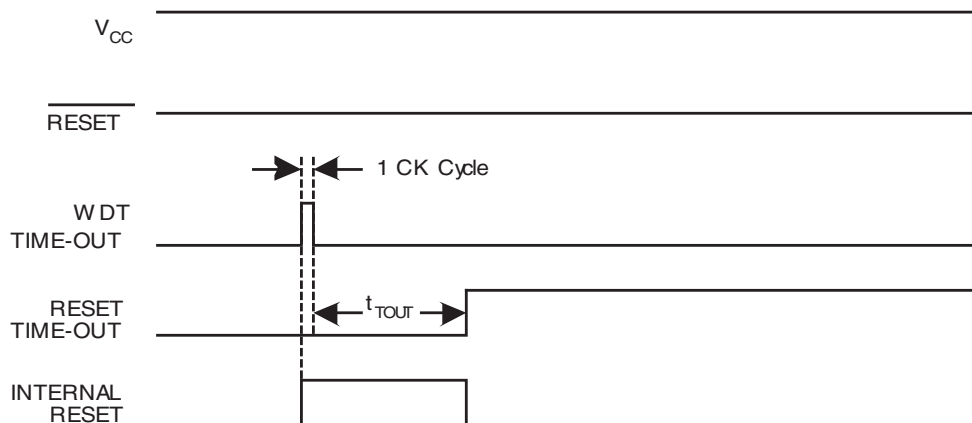 VCC
RESET
1 CK Cycle
WDT
TIME-OUT
RESET
TIME-OUT
tTOUT
INTERNAL
RESET